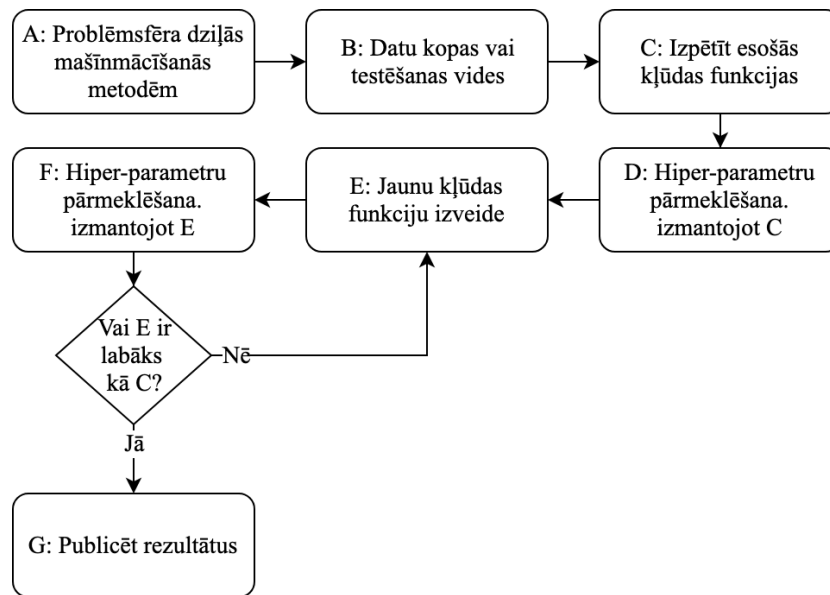 A: Problēmsfēra dziļās
mašīnmācīšanās
metodēm
B: Datu kopas vai
testēšanas vides
C: Izpētīt esošās
kļūdas funkcijas
D: Hiper-parametru
pārmeklēšana.
izmantojot C
E: Jaunu kļūdas
funkciju izveide
F: Hiper-parametru
pārmeklēšana.
izmantojot E
Vai E ir
labāks
kā C?
Nē
Jā
G: Publicēt rezultātus